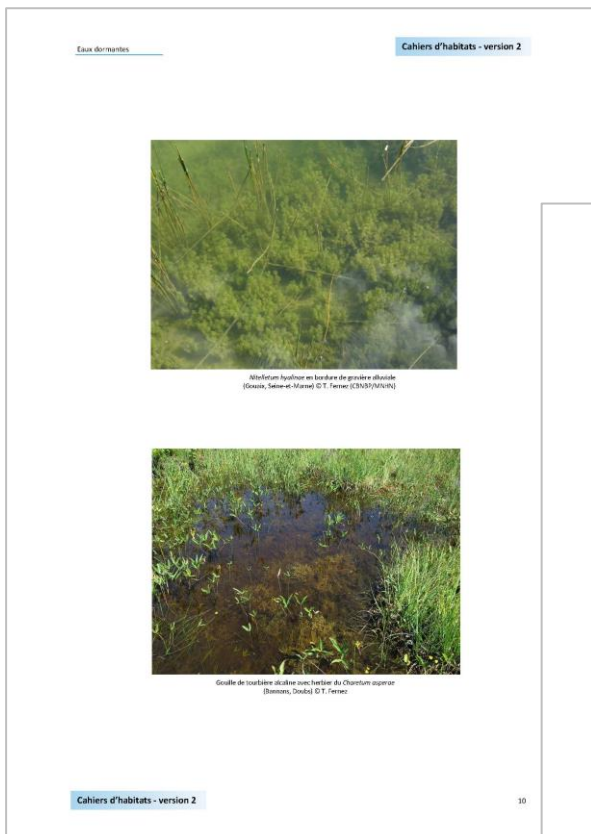 Eaux dormantes
Cahiers d'habitats - version 2
Nitelletum hyalinae en bordure de gravière alluviale
(Gouaix, Seine-et-Marne) © T. Fernez (CBNBP/MNHN)
Gouille de tourbière alcaline avec herbier du Charetum asperae
(Bannans, Doubs) © T. Fernez
Cahiers d'habitats - version 2
10